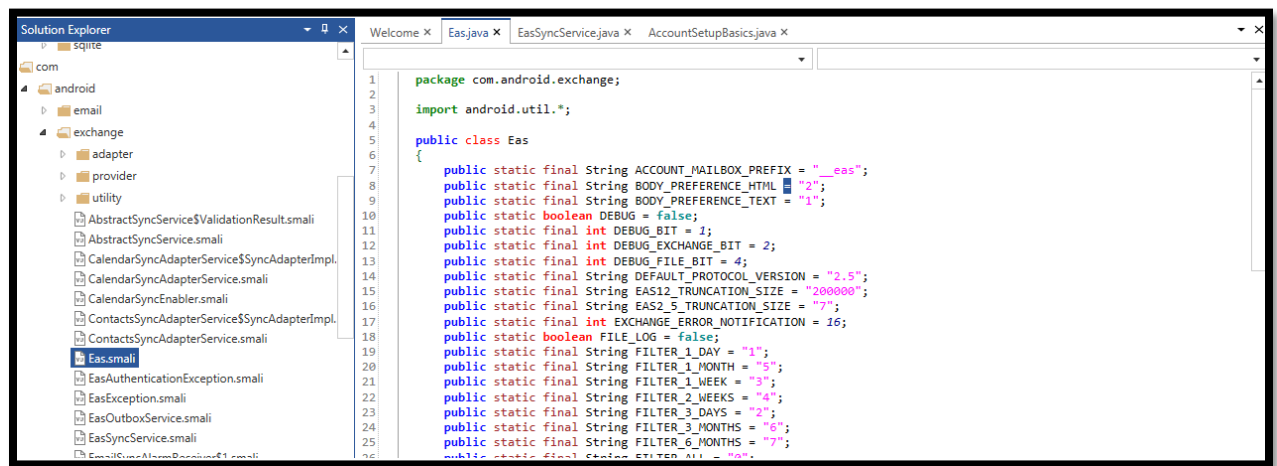 Solution Explorer
sqlite
com
android
email
exchange
adapter
provider
utility
AbstractSyncService$ValidationResult.smali
AbstractSyncService.smali
CalendarSyncAdapterService$SyncAdapterImpl.
CalendarSyncAdapterService.smali
CalendarSyncEnabler.smali
ContactsSyncAdapterService$SyncAdapterImpl.
ContactsSyncAdapterService.smali
Eas.smali
EasAuthenticationException.smali
EasException.smali
EasOutboxService.smali
EasSyncService.smali
EmailSyncAlarmReceiver$1.smali
Welcome × Eas.java × EasSyncService.java × AccountSetupBasics.java ×
1 package com.android.exchange;
2
3 import android.util.*;
4
5 public class Eas
6 {
7 public static final String ACCOUNT_MAILBOX_PREFIX = "__eas";
8 public static final String BODY_PREFERENCE_HTML = "2";
9 public static final String BODY_PREFERENCE_TEXT = "1";
10 public static boolean DEBUG = false;
11 public static final int DEBUG_BIT = 1;
12 public static final int DEBUG_EXCHANGE_BIT = 2;
13 public static final int DEBUG_FILE_BIT = 4;
14 public static final String DEFAULT_PROTOCOL_VERSION = "2.5";
15 public static final String EAS12_TRUNCATION_SIZE = "200000";
16 public static final String EAS2_5_TRUNCATION_SIZE = "7";
17 public static final int EXCHANGE_ERROR_NOTIFICATION = 16;
18 public static boolean FILE_LOG = false;
19 public static final String FILTER_1_DAY = "1";
20 public static final String FILTER_1_MONTH = "5";
21 public static final String FILTER_1_WEEK = "3";
22 public static final String FILTER_2_WEEKS = "4";
23 public static final String FILTER_3_DAYS = "2";
24 public static final String FILTER_3_MONTHS = "6";
25 public static final String FILTER_6_MONTHS = "7";
26 public static final String FILTER_ALL = "0";